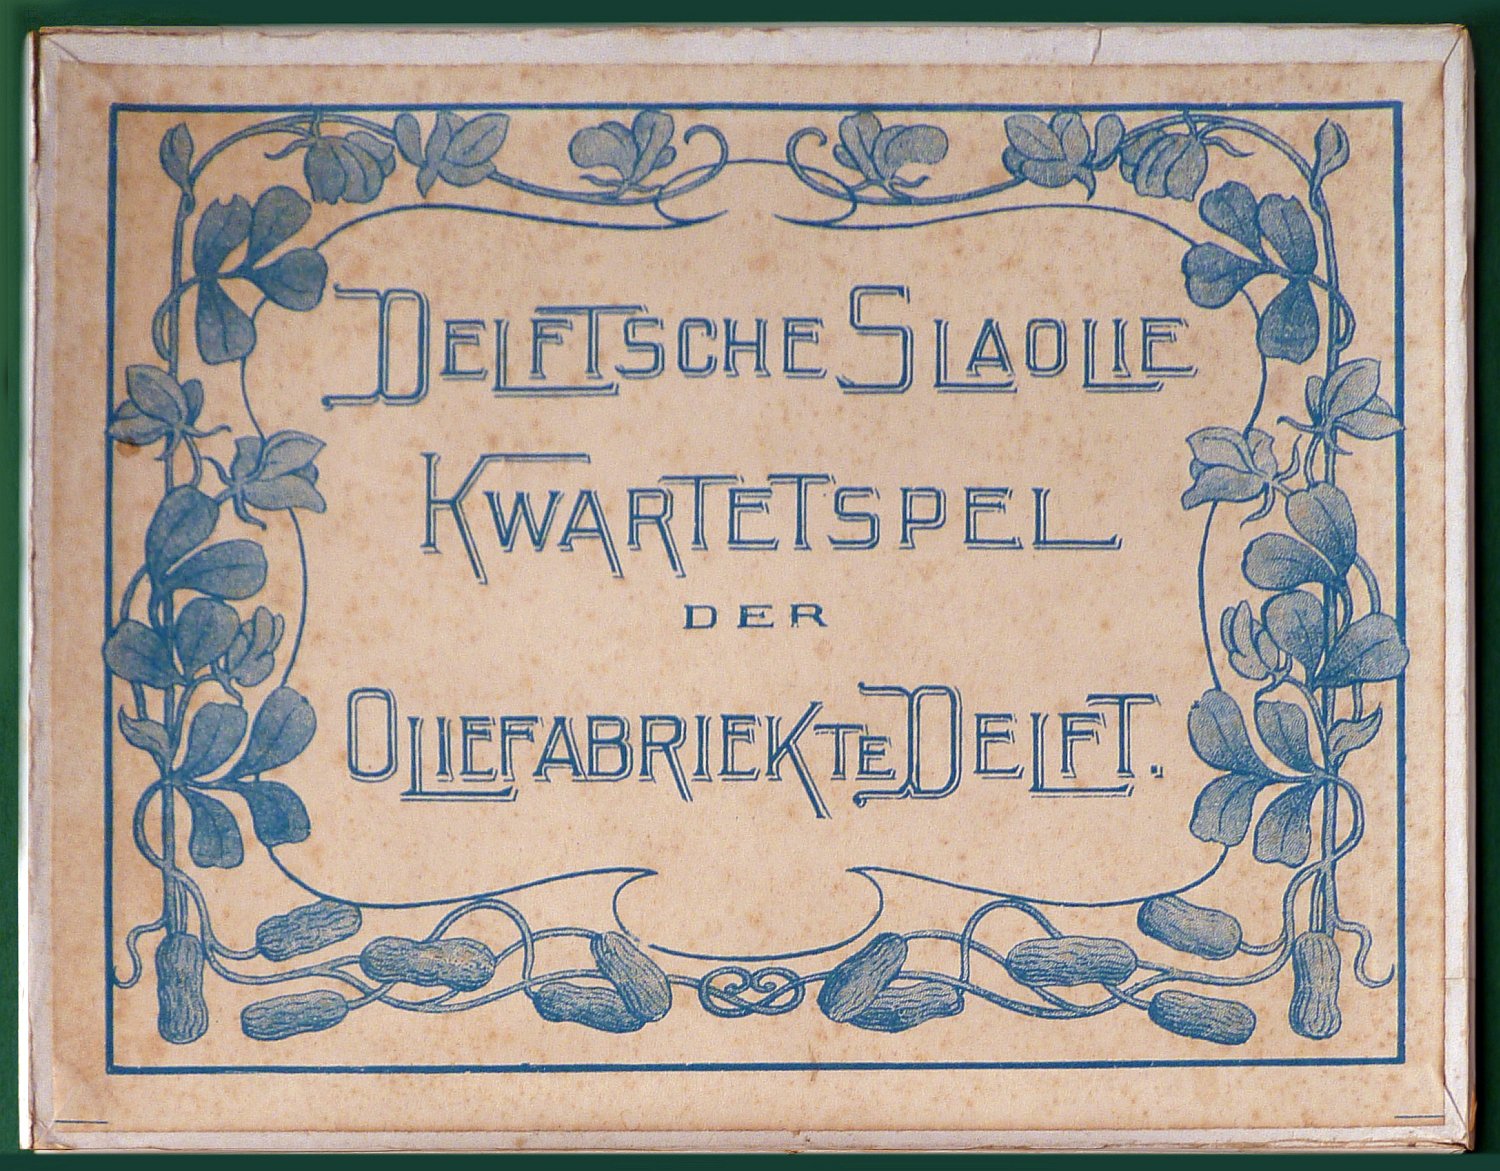 DELFTSCHE SLAOLIE
KWARTETSPEL
DER
OLIEFABRIEK TE DELFT.